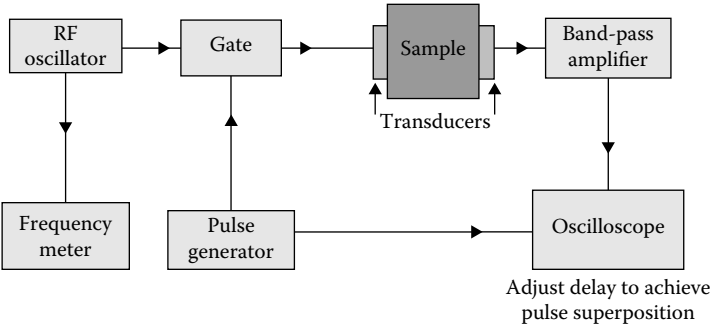 RF
oscillator
Gate
Sample
Band-pass
amplifier
Transducers
Frequency
meter
Pulse
generator
Oscilloscope
Adjust delay to achieve
pulse superposition